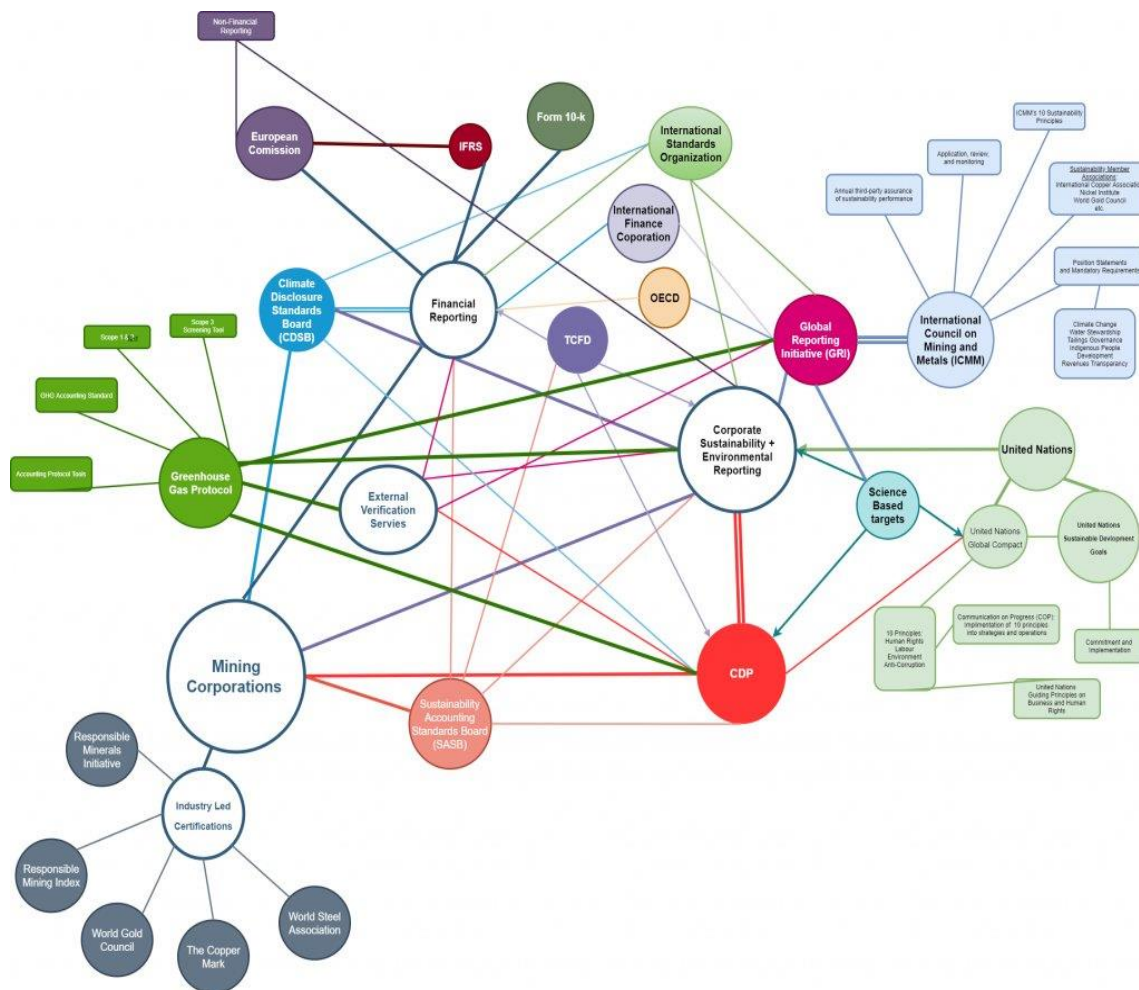 Non-Financial
Reporting
European
Comission
IFRS
Form 10-k
International
Standards
Organization
ICMM's 10 Sustainability
Principles
Application, review,
and monitoring
Annual third-party assurance
of sustainability performance
Sustainability Member
Associations
International Copper Associatio
Nickel Institute
World Gold Council
etc.
International
Finance
Coporation
Position Statements
and Mandatory Requirements
Climate
Disclosure
Standards
Board
(CDSB)
Financial
Reporting
OECD
TCFD
Global
Reporting
Initiative (GRI)
International
Council on
Mining and
Metals (ICMM)
Climate Change
Water Stewardship
Tailings Governance
Indigenous People
Development
Revenues Transparency
Scope 3
Screening Tool
Scope 1 &
GHG Accounting Standard
Accounting Protocol Tools
Greenhouse
Gas Protocol
Corporate
Sustainability +
Environmental
Reporting
United Nations
External
Verification
Servies
Science
Based
targets
United Nations
Global Compact
United Nations
Sustainable Devlopment
Goals
10 Principles:
Human Rights
Labour
Environment
Anti-Corruption
Communication on Progress (COP):
Implimentation of 10 principles
into strategies and operations
Commitment and
Implementation
United Nations
Guiding Principles on
Business and Human
Rights
Mining
Corporations
CDP
Sustainability
Accounting
Standards Board
(SASB)
Responsible
Minerals
Initiative
Industry Led
Certifications
Responsible
Mining Index
World Gold
Council
The Copper
Mark
World Steel
Association